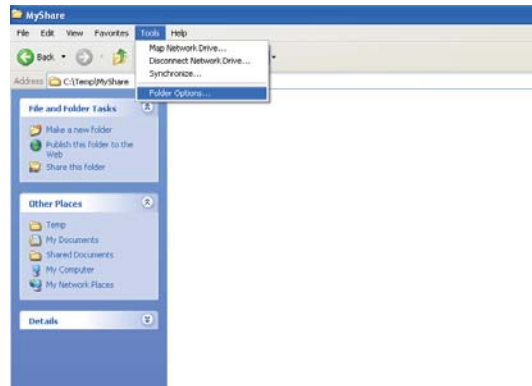 MyShare
File Edit View Favorites Tools Help
Map Network Drive...
Disconnect Network Drive...
Synchronize...
Folder Options...
Back
Address C:\Temp\MyShare
File and Folder Tasks
Make a new folder
Publish this folder to the
Web
Share this folder
Other Places
Temp
My Documents
Shared Documents
My Computer
My Network Places
Details